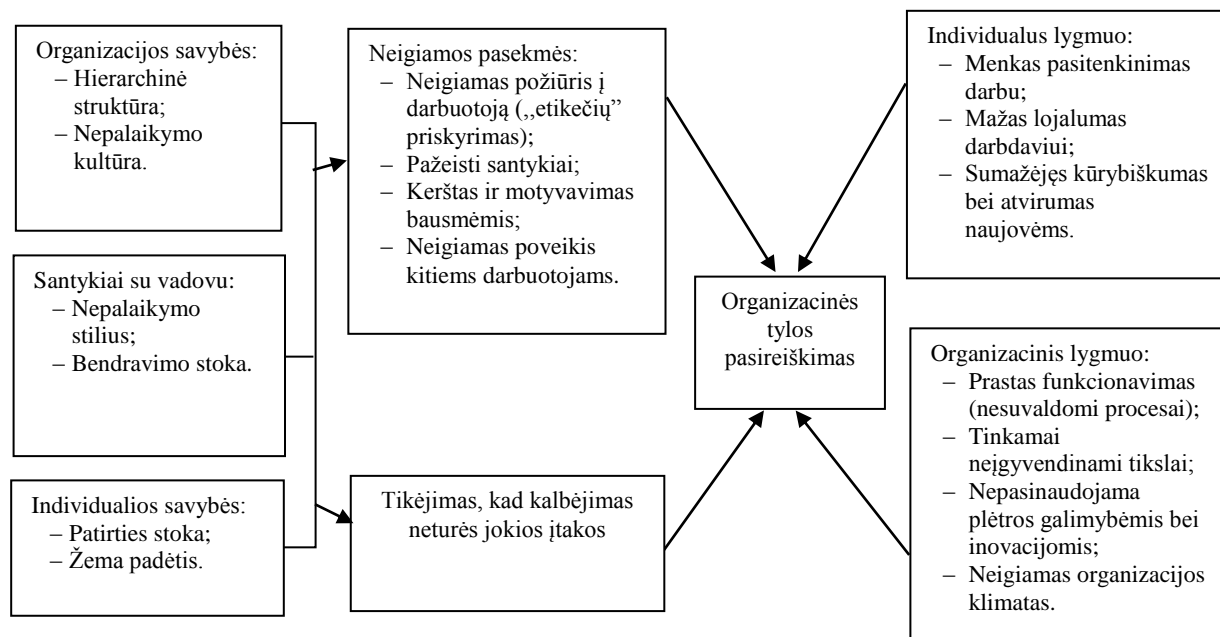 Organizacijos savybės:
– Hierarchinė
struktūra;
– Nepalaikymo
kultūra.
Santykiai su vadovu:
– Nepalaikymo
stilius;
– Bendravimo stoka.
Individualios savybės:
– Patirties stoka;
– Žema padėtis.
Neigiamos pasekmės:
– Neigiamas požiūris į
darbuotoją (,,etikečių”
priskyrimas);
– Pažeisti santykiai;
– Kerštas ir motyvavimas
bausmėmis;
– Neigiamas poveikis
kitiems darbuotojams.
Tikėjimas, kad kalbėjimas
neturės jokios įtakos
Organizacinės
tylos
pasireiškimas
Individualus lygmuo:
– Menkas pasitenkinimas
darbu;
– Mažas lojalumas
darbdaviui;
– Sumažėjęs kūrybiškumas
bei atvirumas
naujovėms.
Organizacinis lygmuo:
– Prastas funkcionavimas
(nesuvaldomi procesai);
– Tinkamai
neįgyvendinami tikslai;
– Nepasinaudojama
plėtros galimybėmis bei
inovacijomis;
– Neigiamas organizacijos
klimatas.